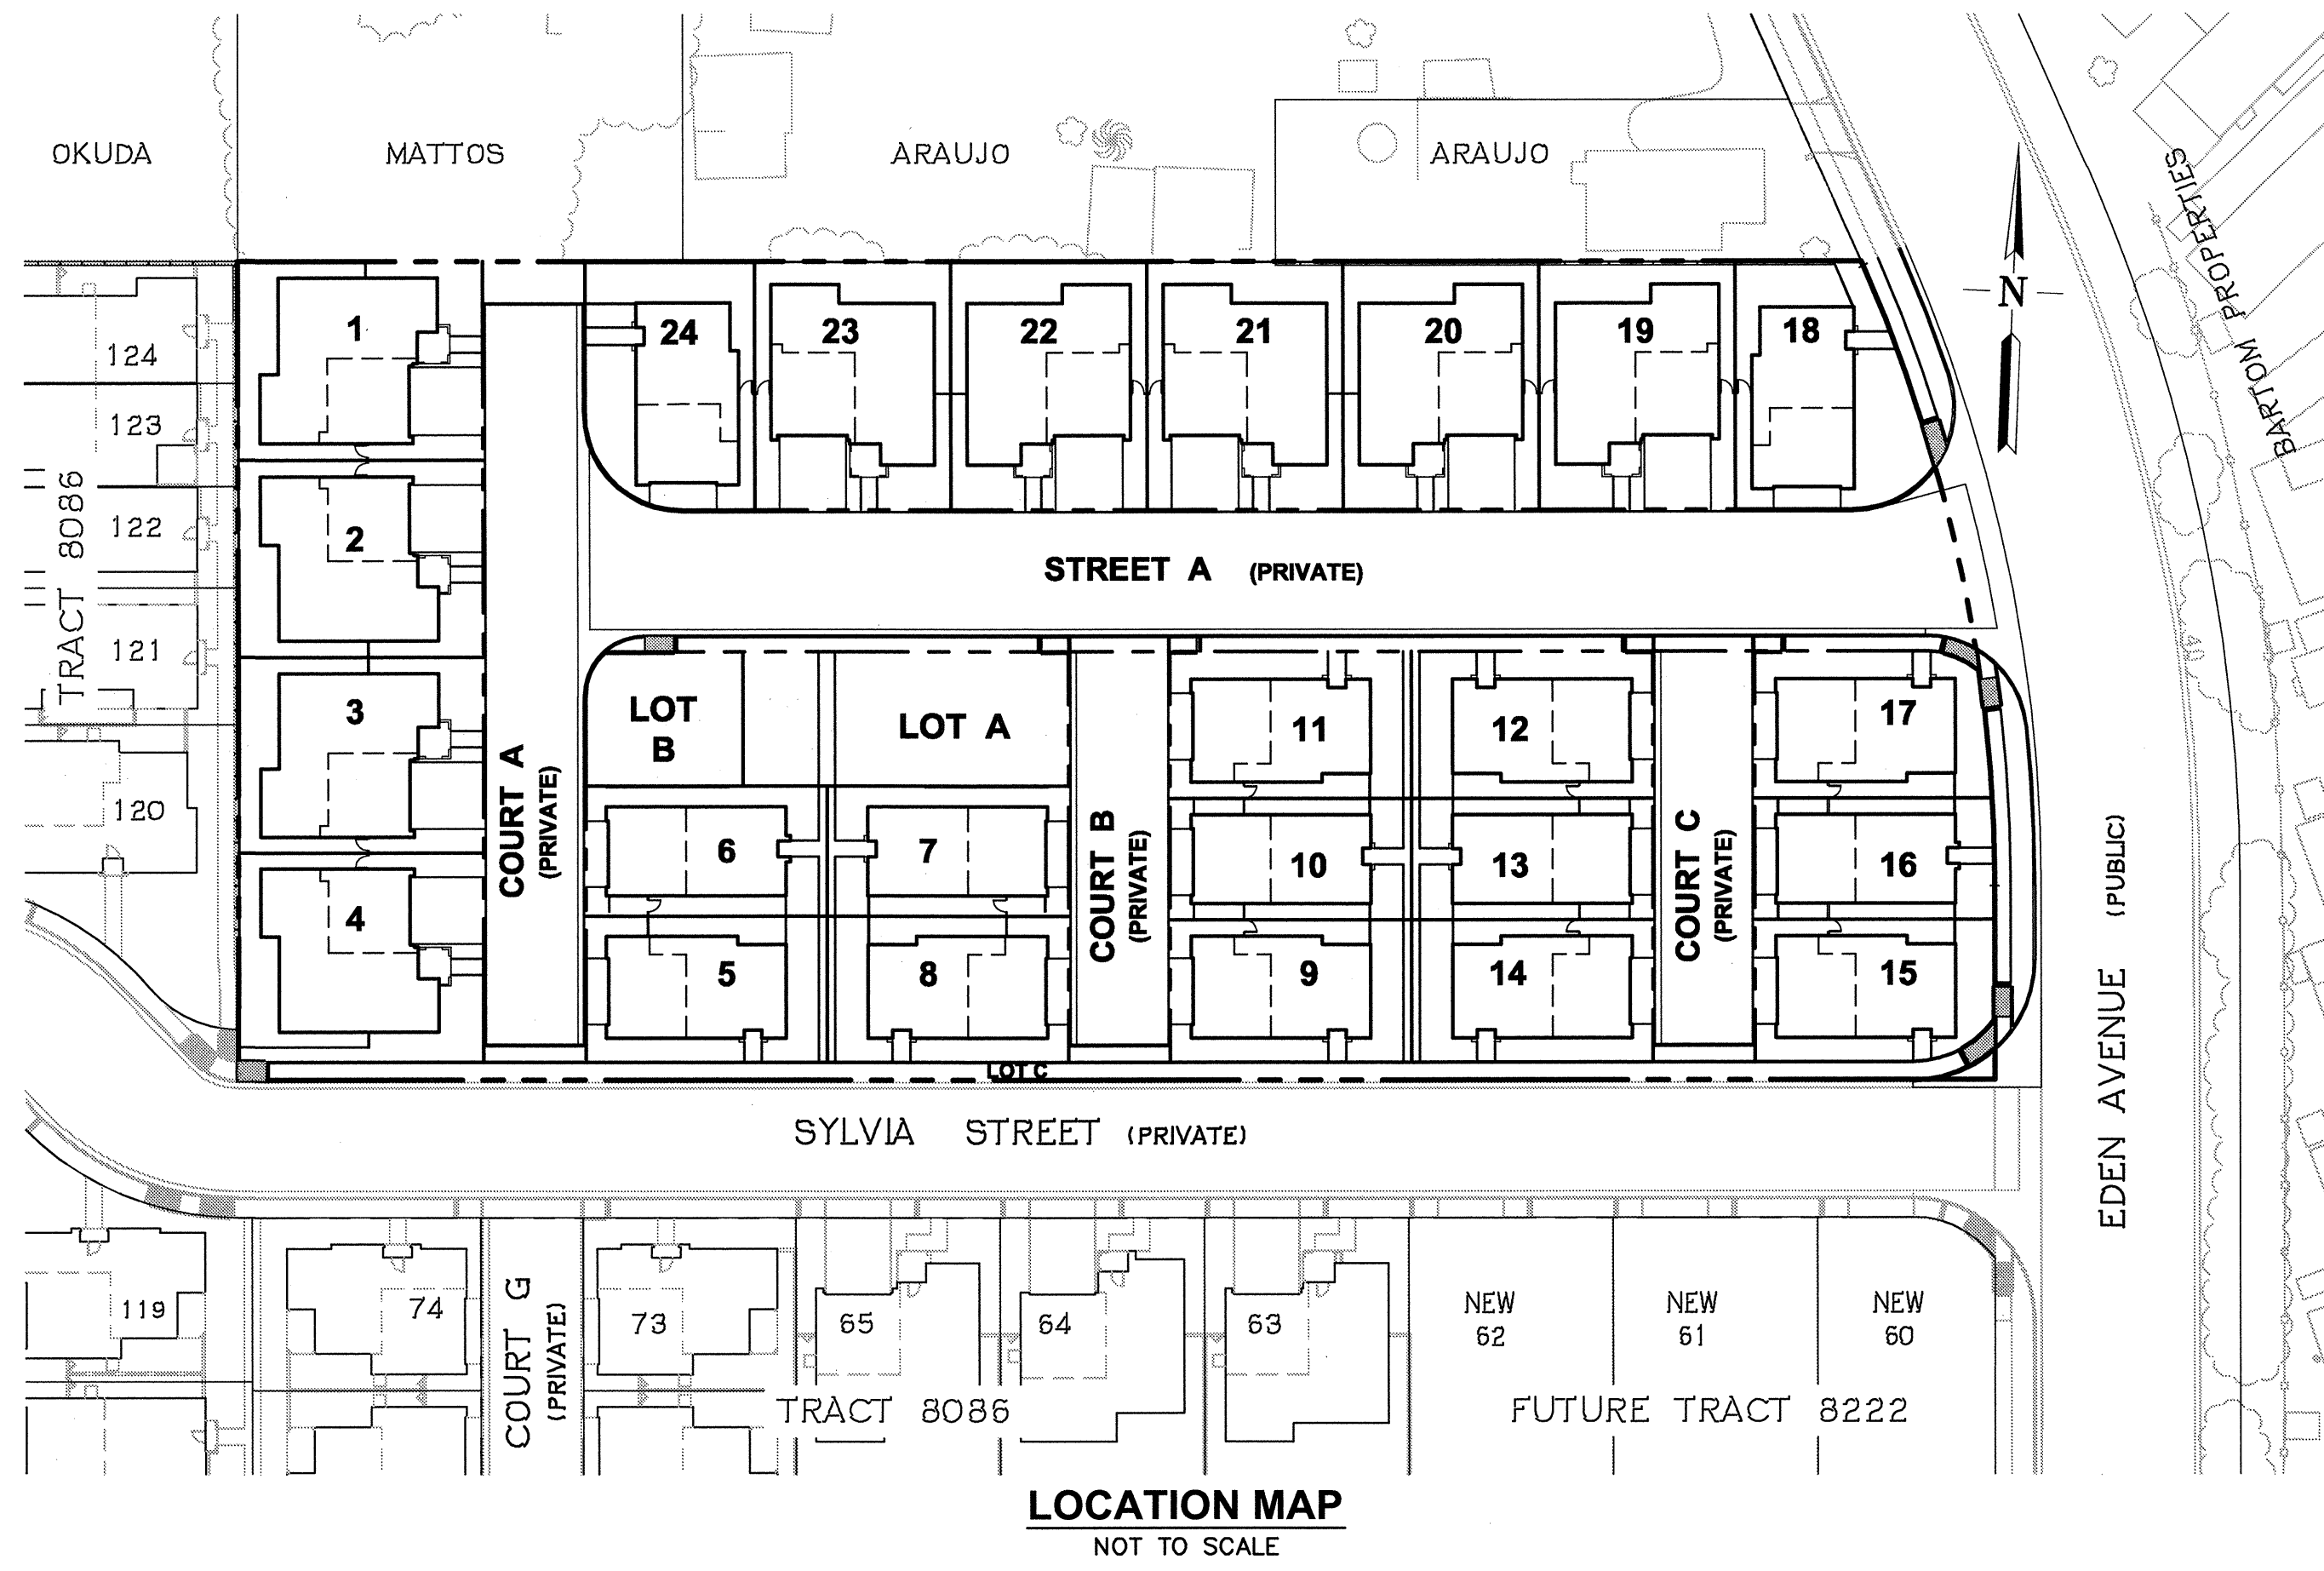 OKUDA
MATTOS
ARAUJO
ARAUJO
BARTION PROPERTIES
BARTION PROPERTIES
N
1
24
23
22
21
20
19
18
124
123
122
121
120
TRACT 8086
2
3
4
STREET A (PRIVATE)
LOT
B
LOT A
11
12
17
COURT A
(PRIVATE)
COURT B
(PRIVATE)
COURT C
(PRIVATE)
6
7
10
13
16
5
8
9
14
15
LOT C
SYLVIA STREET (PRIVATE)
EDEN AVENUE (PUBLIC)
119
74
COURT G
(PRIVATE)
73
65
64
63
NEW
62
NEW
61
NEW
60
TRACT 8086
FUTURE TRACT 8222
LOCATION MAP
NOT TO SCALE